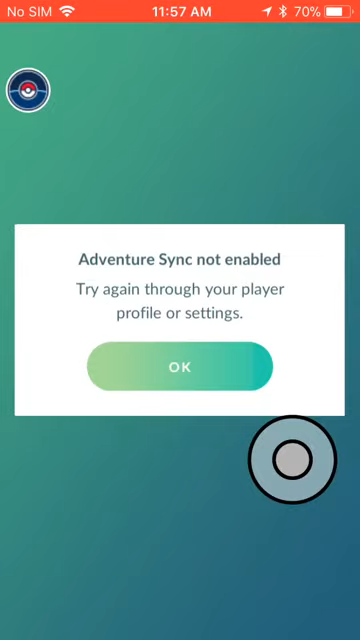 No SIM 11:57 AM 70%
Adventure Sync not enabled
Try again through your player
profile or settings.
OK